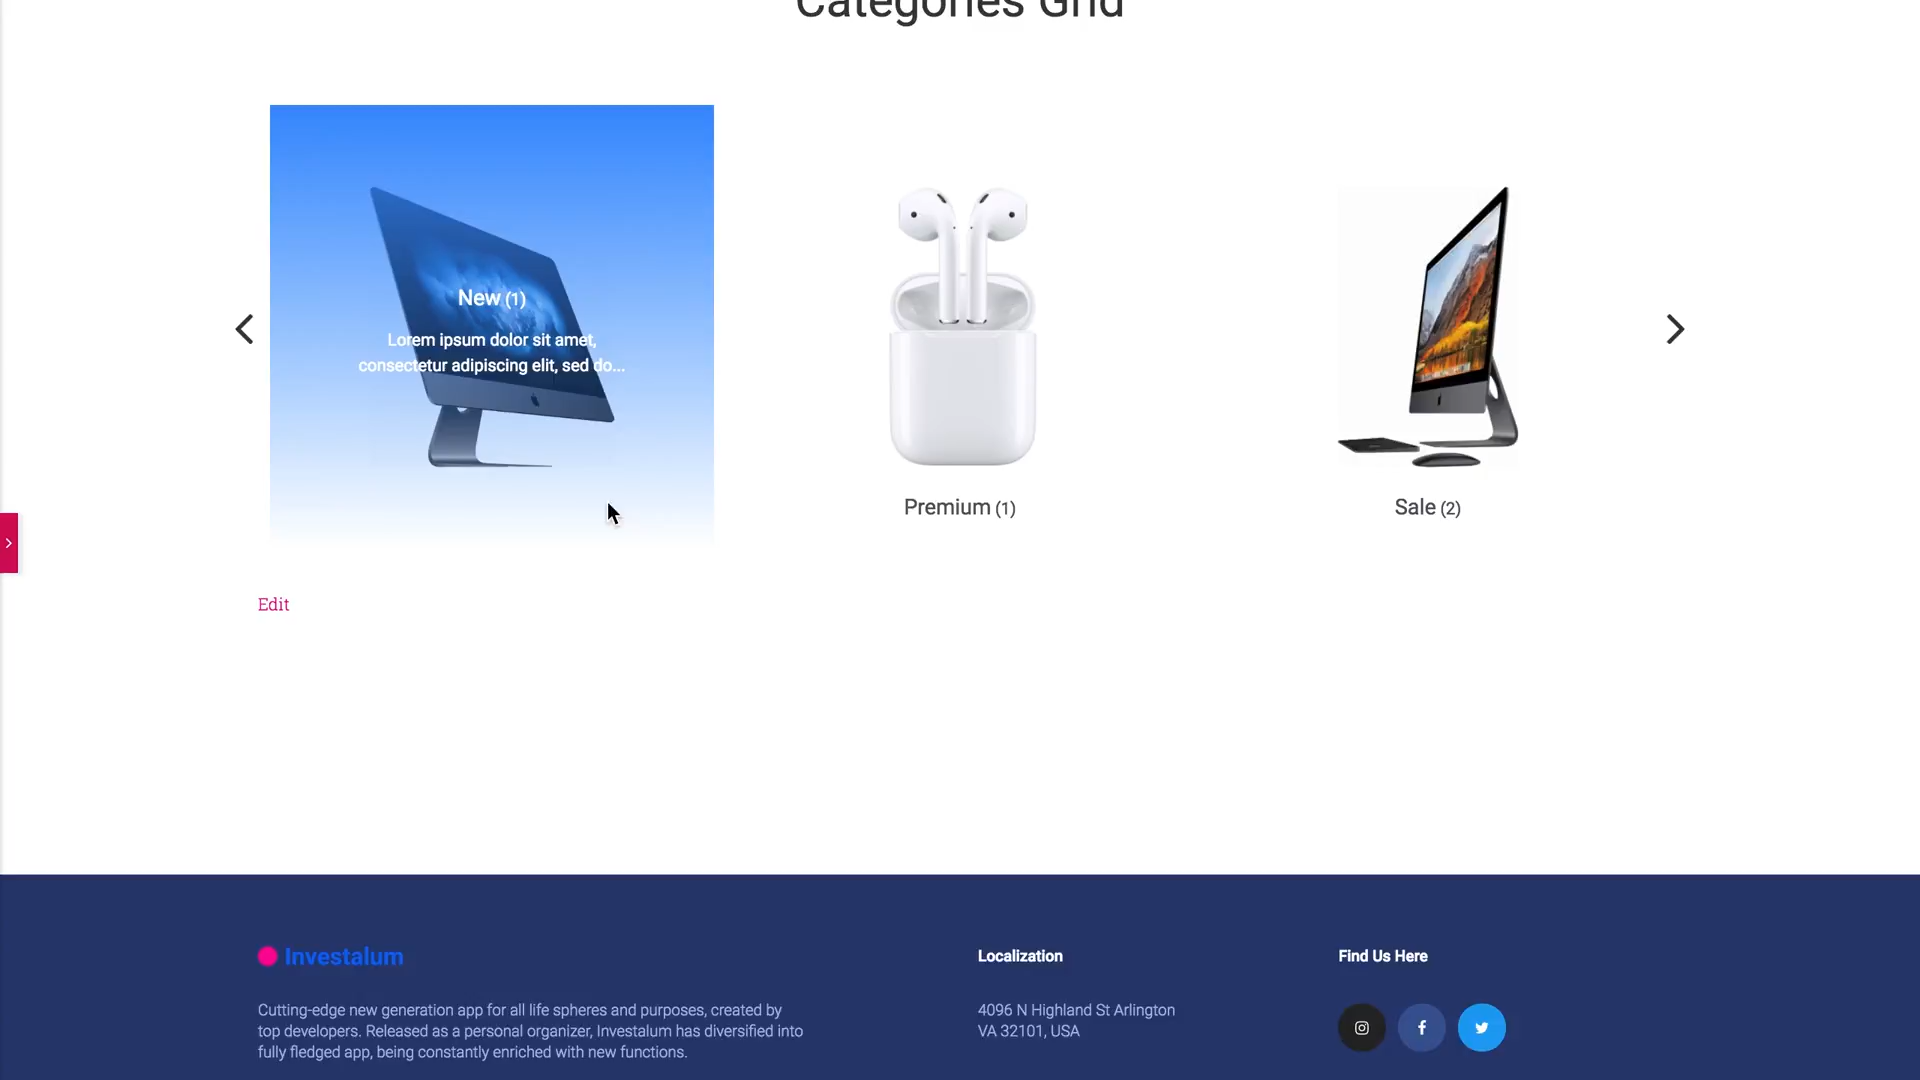 Categories Grid
New (1)
Lorem ipsum dolor sit amet,
consectetur adipiscing elit, sed do...
Premium (1)
Sale (2)
Edit
Investalum
Cutting-edge new generation app for all life spheres and purposes, created by
top developers. Released as a personal organizer, Investalum has diversified into
fully fledged app, being constantly enriched with new functions.
Localization
4096 N Highland St Arlington
VA 32101, USA
Find Us Here